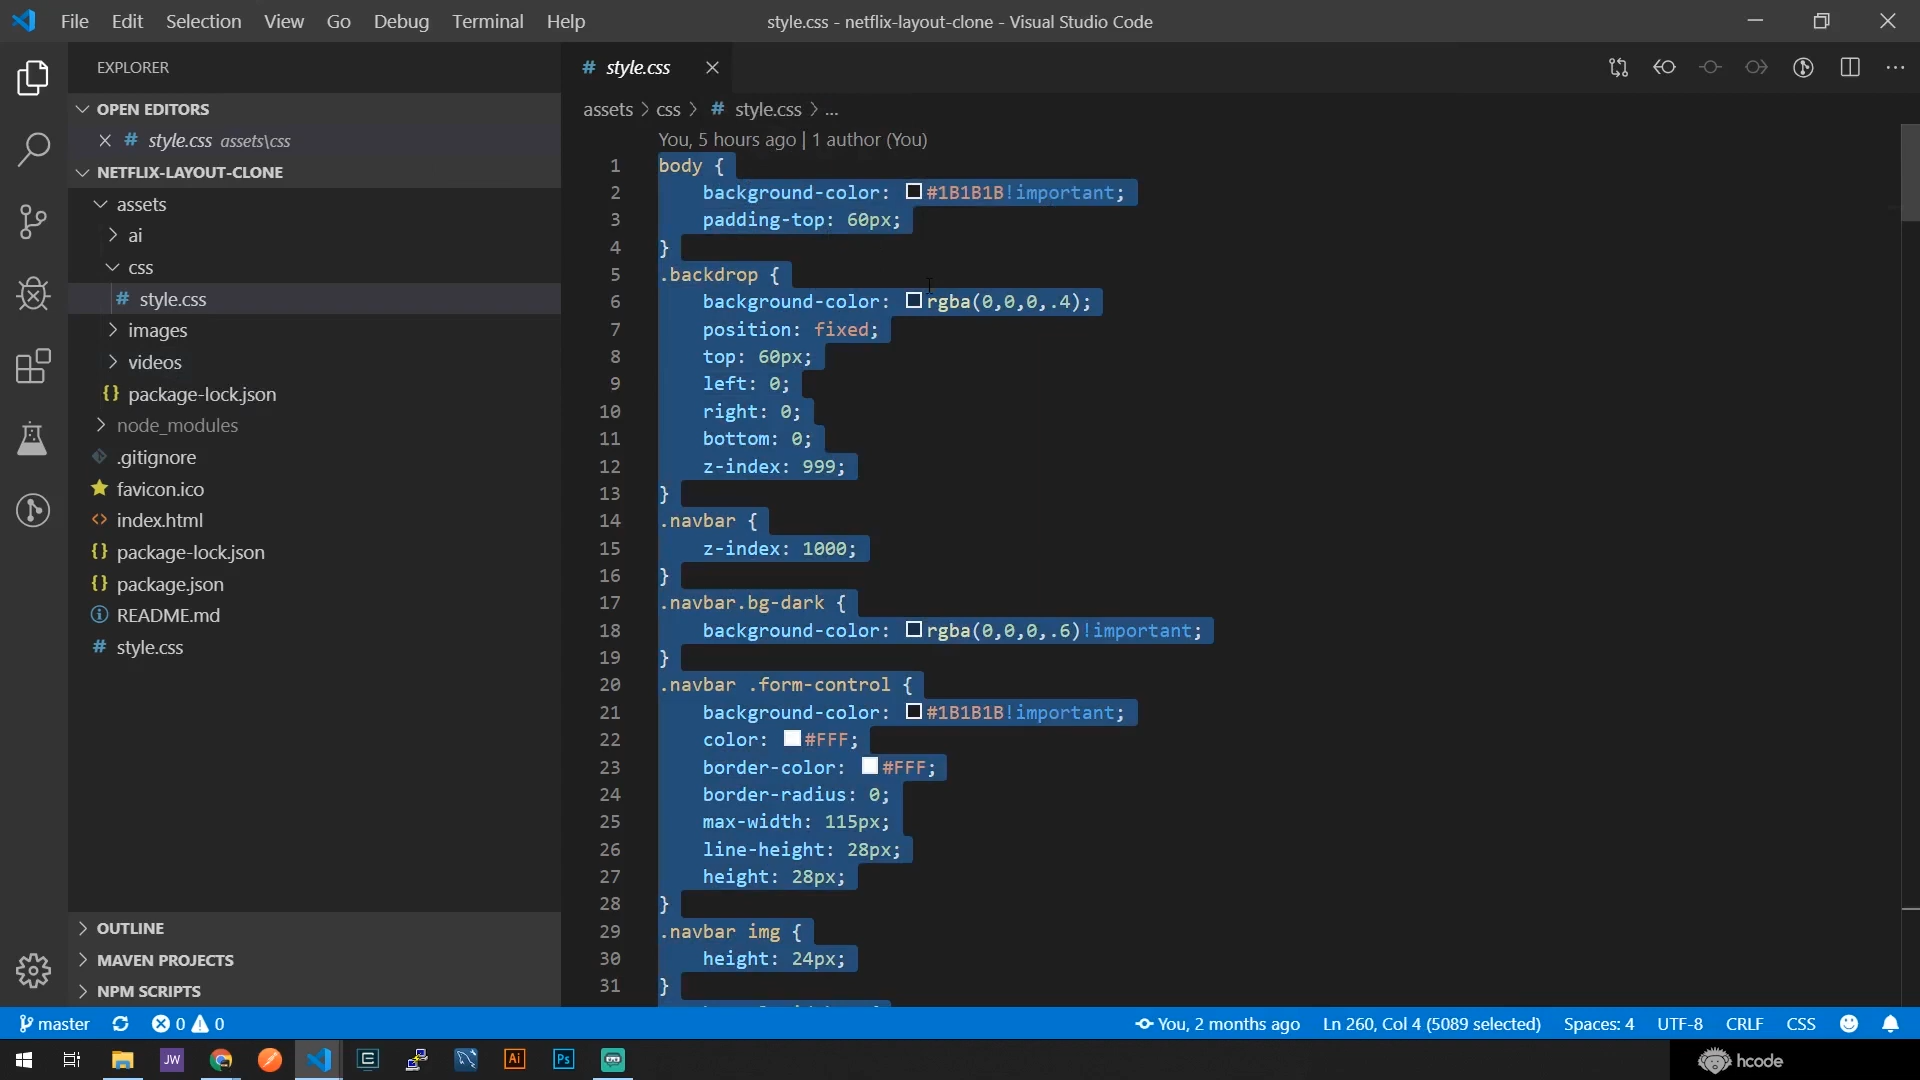 File Edit Selection View Go Debug Terminal Help
style.css - netflix-layout-clone - Visual Studio Code
EXPLORER
OPEN EDITORS
# style.css assets\css
NETFLIX-LAYOUT-CLONE
assets
ai
css
# style.css
images
videos
{} package-lock.json
node_modules
.gitignore
favicon.ico
<> index.html
{} package-lock.json
{} package.json
README.md
# style.css
OUTLINE
MAVEN PROJECTS
NPM SCRIPTS
# style.css
assets > css > # style.css > ...
You, 5 hours ago | 1 author (You)
1 body {
2 background-color: #1B1B1B!important;
3 padding-top: 60px;
4 }
5 .backdrop {
6 background-color: rgba(0,0,0,.4);
7 position: fixed;
8 top: 60px;
9 left: 0;
10 right: 0;
11 bottom: 0;
12 z-index: 999;
13 }
14 .navbar {
15 z-index: 1000;
16 }
17 .navbar.bg-dark {
18 background-color: rgba(0,0,0,.6)!important;
19 }
20 .navbar .form-control {
21 background-color: #1B1B1B!important;
22 color: #FFF;
23 border-color: #FFF;
24 border-radius: 0;
25 max-width: 115px;
26 line-height: 28px;
27 height: 28px;
28 }
29 .navbar img {
30 height: 24px;
31 }
master 0 0
You, 2 months ago Ln 260, Col 4 (5089 selected) Spaces: 4 UTF-8 CRLF CSS
JW Ai Ps
hcode